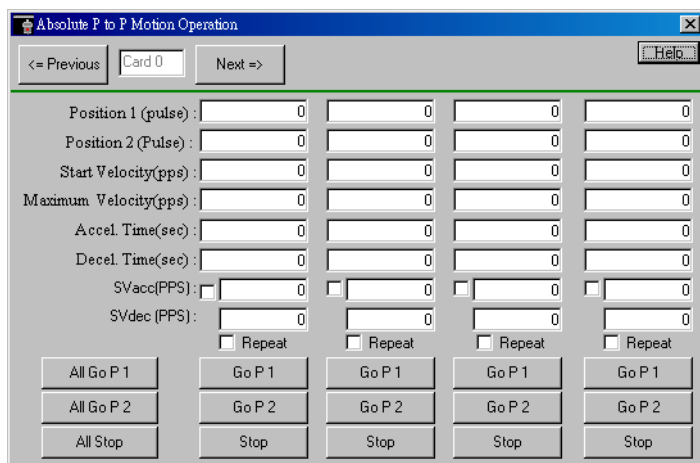 Absolute P to P Motion Operation
<= Previous Card 0 Next => Help
Position 1 (pulse) : 0 0 0 0
Position 2 (Pulse) : 0 0 0 0
Start Velocity(pps) : 0 0 0 0
Maximum Velocity(pps) : 0 0 0 0
Accel. Time(sec) : 0 0 0 0
Decel. Time(sec) : 0 0 0 0
SVacc(PPS) : 0 0 0 0
SVdec (PPS) : 0 0 0 0
Repeat Repeat Repeat Repeat
All Go P 1 Go P 1 Go P 1 Go P 1 Go P 1
All Go P 2 Go P 2 Go P 2 Go P 2 Go P 2
All Stop Stop Stop Stop Stop